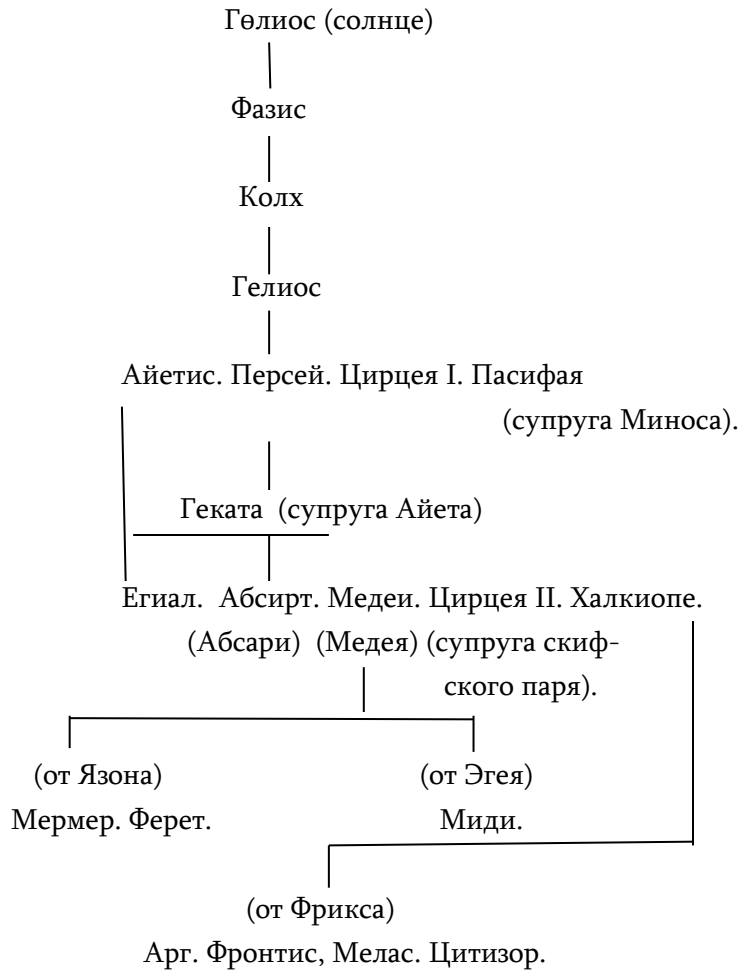 Гөлиос (солнце)
Фазис
Колх
Гелиос
Айетис. Персей. Цирцея I. Пасифая
(супруга Миноса).
Геката (супруга Айета)
Егиал. Абсирт. Медеи. Цирцея II. Халкиопе.
(Абсари) (Медея) (супруга скиф-
ского паря).
(от Язона) (от Эгея)
Мермер. Ферет. Миди.
(от Фрикса)
Арг. Фронтис, Мелас. Цитизор.